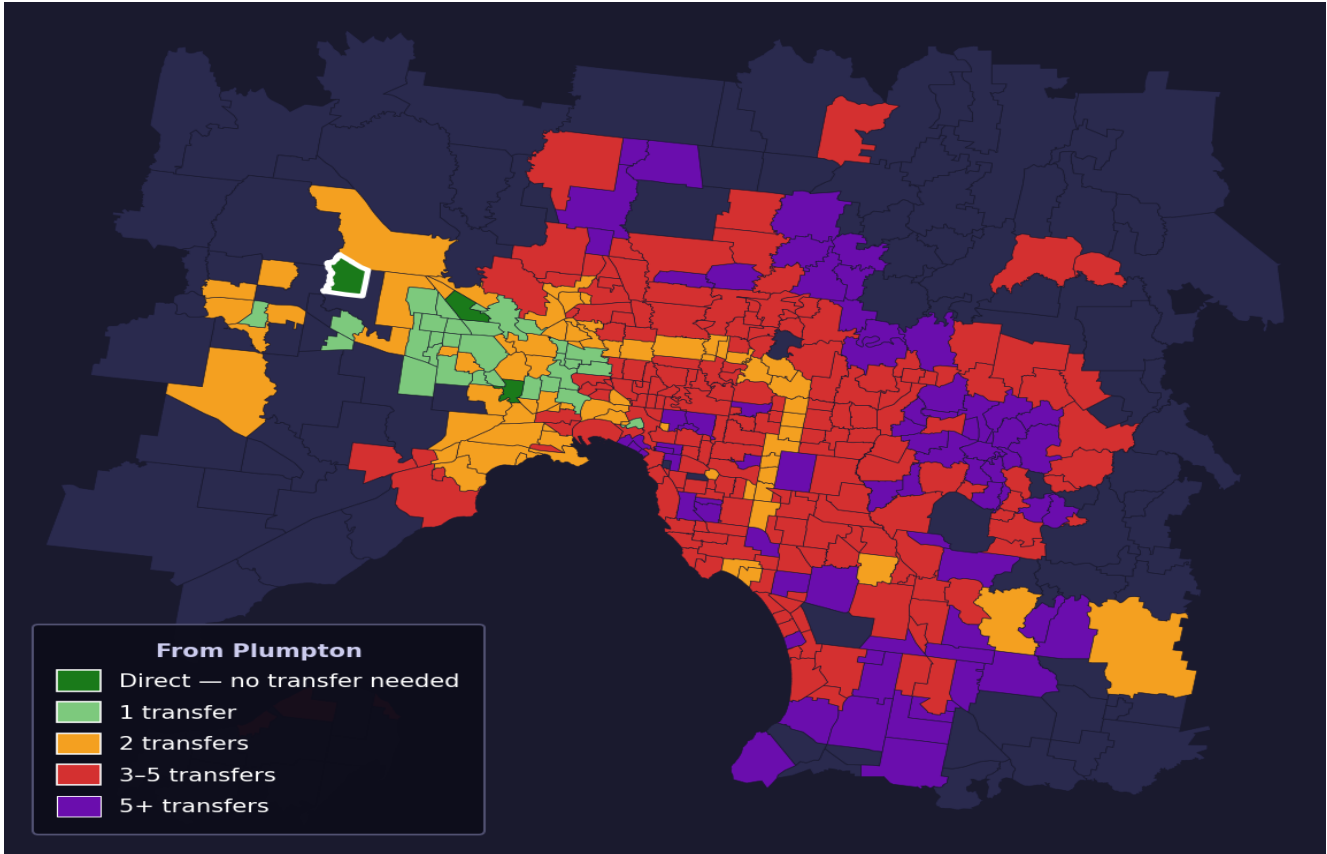 From Plumpton
Direct — no transfer needed
1 transfer
2 transfers
3–5 transfers
5+ transfers